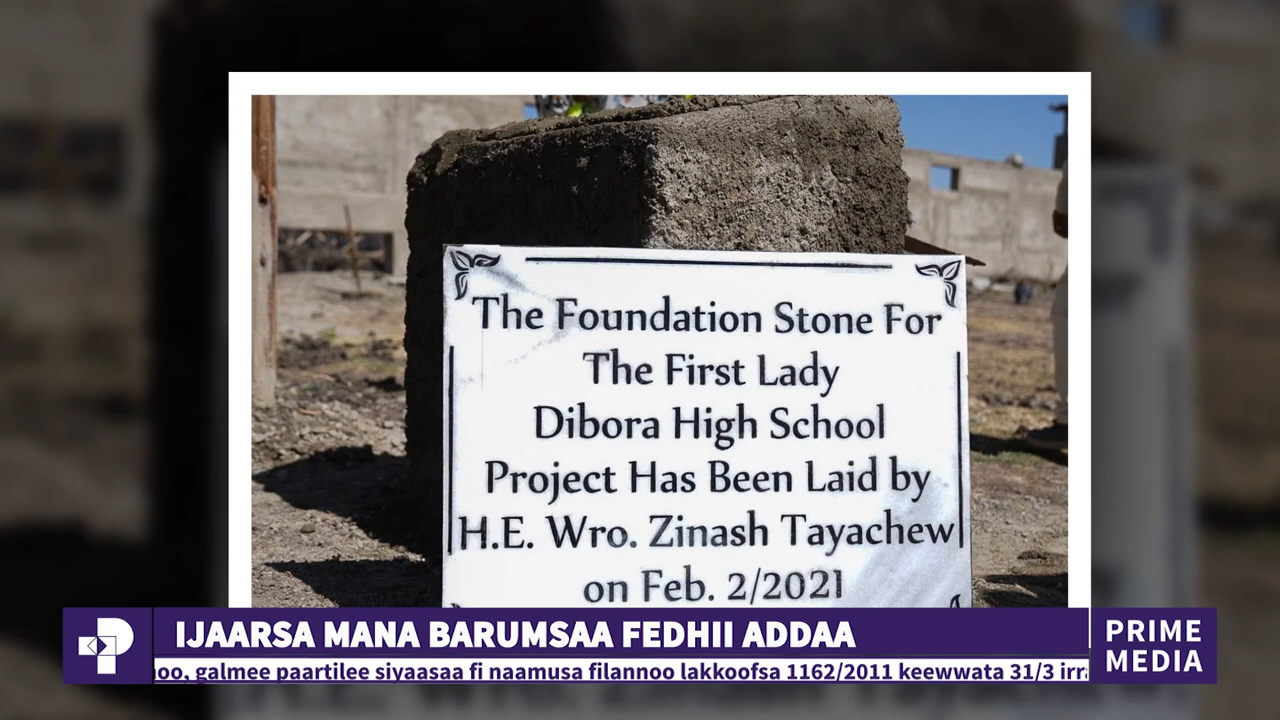 The Foundation Stone For
The First Lady
Dibora High School
Project Has Been Laid by
H.E. Wro. Zinash Tayachew
on Feb. 2/2021
IJAARSA MANA BARUMSAA FEDHII ADDAA
galmee paartilee siyaasaa fi naamusa filannoo lakkoofsa 1162/2011 keewwata 31/3
PRIME
MEDIA